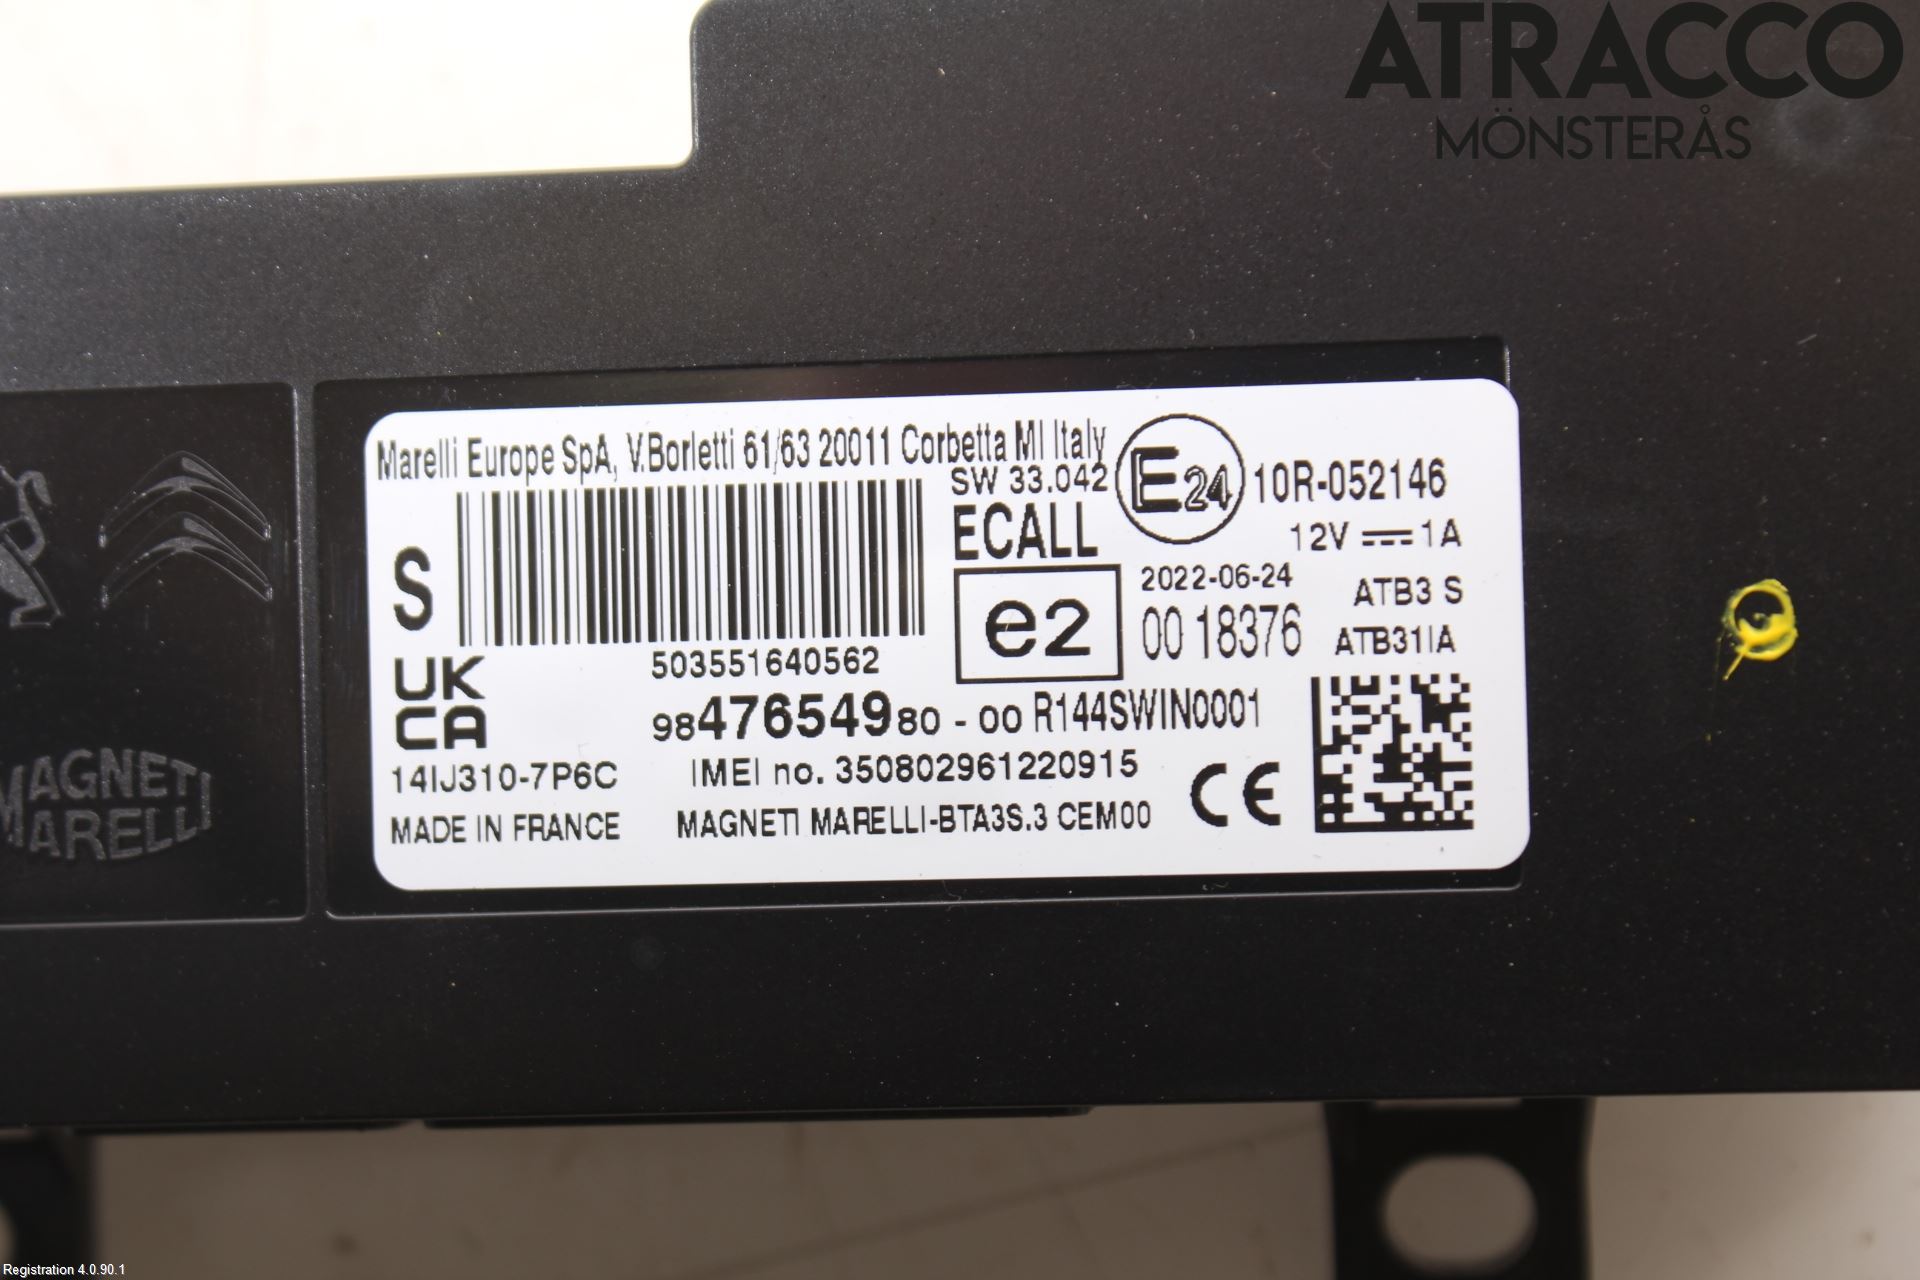 ATRACCO
MÖNSTERÅS
Marelli Europe SpA, V.Borletti 61/63 20011 Corbetta MI Italy
SW 33.042
ECALL
E24
10R-052146
12V 1A
S
e2
2022-06-24
00 18376
ATB3 S
ATB31IA
503551640562
UK
CA
9847654980 - 00 R144SWIN0001
14IJ310-7P6C
IMEI no. 350802961220915
CE
MADE IN FRANCE
MAGNETI MARELLI-BTA3S.3 CEM00
MAGNETI
MARELLI
Registration 4.0.90.1